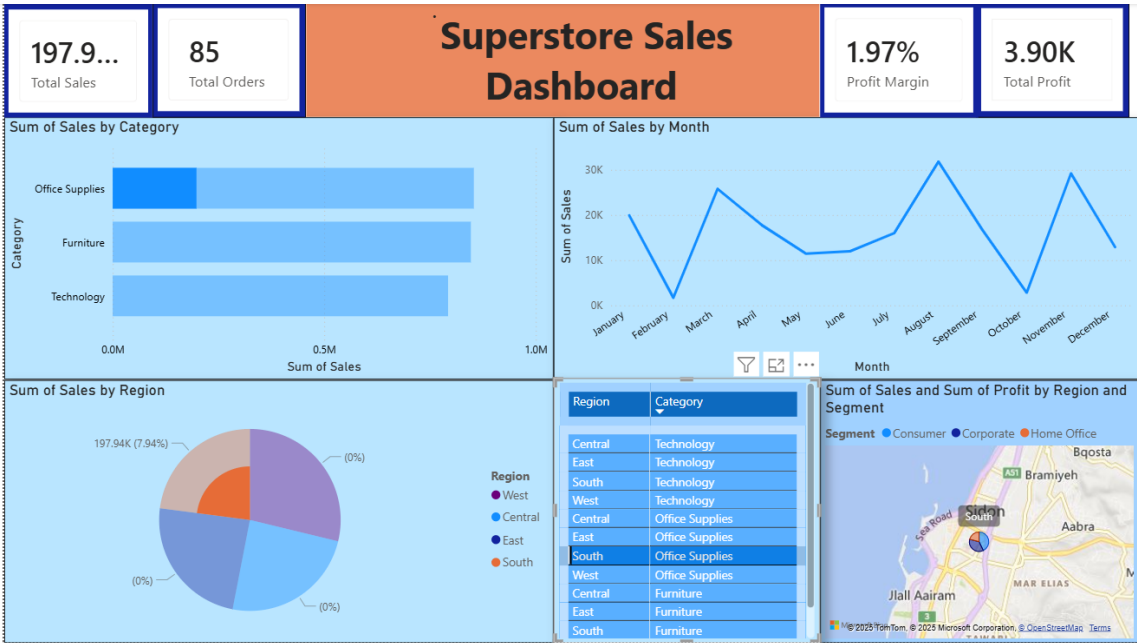 197.9...
Total Sales
85
Total Orders
Superstore Sales
Dashboard
1.97%
Profit Margin
3.90K
Total Profit
Sum of Sales by Category
Category
Office Supplies
Furniture
Technology
0.0M 0.5M 1.0M
Sum of Sales
Sum of Sales by Month
Sum of Sales
30K
20K
10K
0K
January February March April May June July August September October November December
Month
Sum of Sales by Region
197.94K (7.94%)
(0%)
(0%)
(0%)
Region
West
Central
East
South
Region Category
Central Technology
East Technology
South Technology
West Technology
Central Office Supplies
East Office Supplies
South Office Supplies
West Office Supplies
Central Furniture
East Furniture
South Furniture
Sum of Sales and Sum of Profit by Region and
Segment
Segment Consumer Corporate Home Office
Bqosta
A51 Bramiyeh
Sidon
South
Sea Road
Aabra
MAR ELIAS
Jlall Aairam
3
© 2025 TomTom, © 2025 Microsoft Corporation, © OpenStreetMap Terms